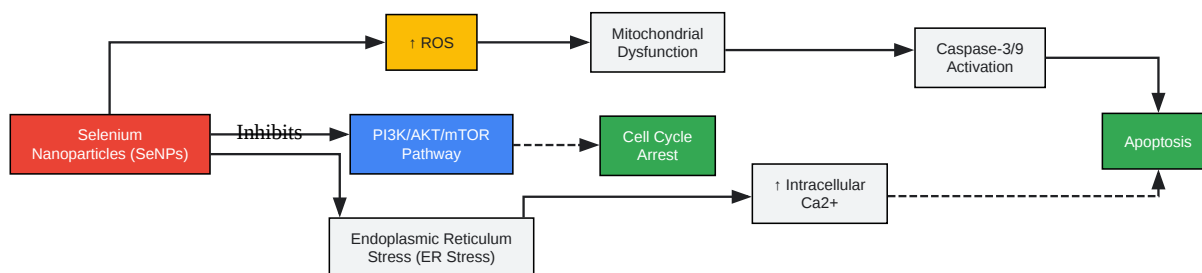 ↑ ROS
Mitochondrial
Dysfunction
Caspase-3/9
Activation
Selenium
Nanoparticles (SeNPs)
Inhibits
PI3K/AKT/mTOR
Pathway
Cell Cycle
Arrest
Apoptosis
↑ Intracellular
Ca2+
Endoplasmic Reticulum
Stress (ER Stress)